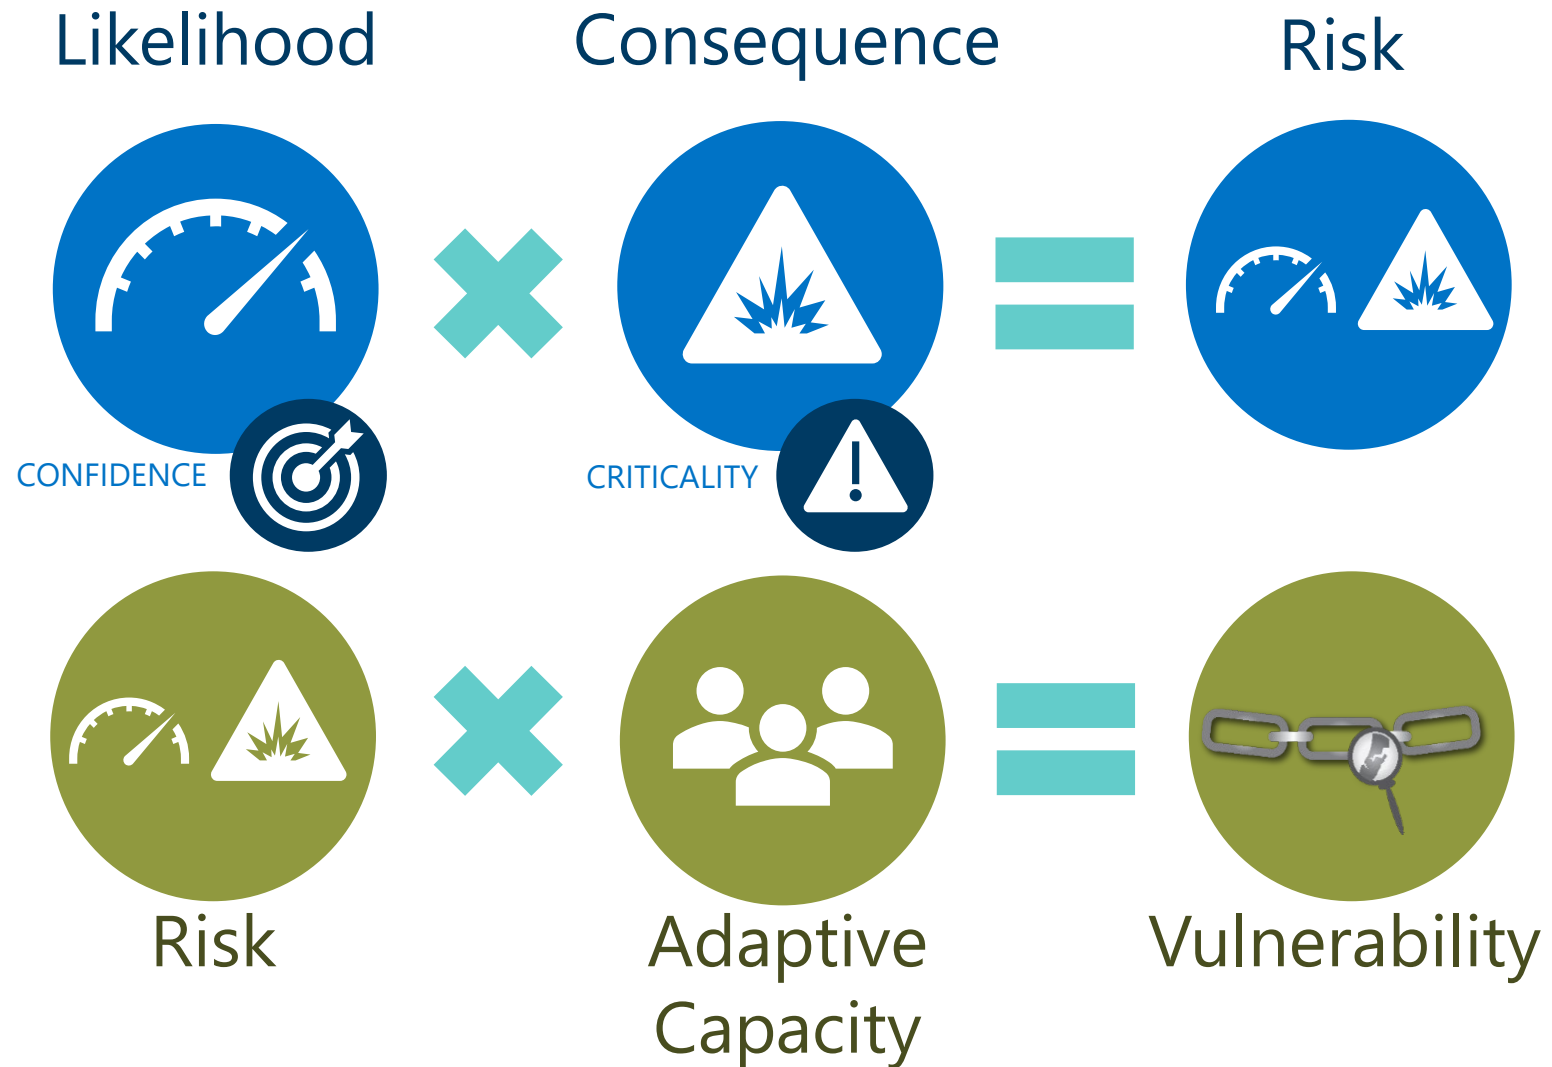 Likelihood
Consequence
Risk
CONFIDENCE
CRITICALITY
Risk
Adaptive
Capacity
Vulnerability